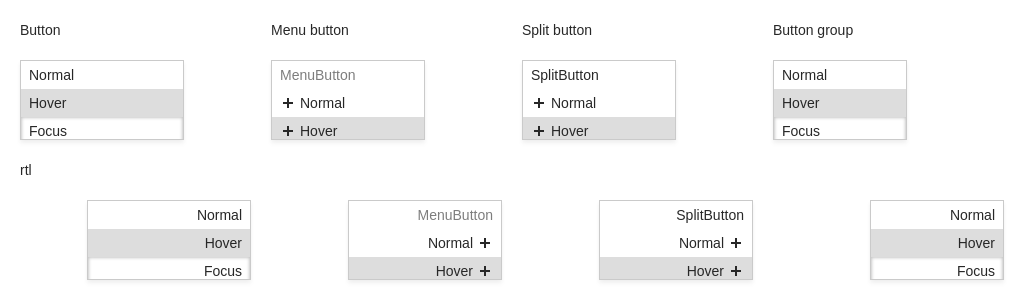 Button Menu button Split button Button group
Normal MenuButton SplitButton Normal
Hover + Normal + Normal Hover
Focus + Hover + Hover Focus
rtl
Normal MenuButton SplitButton Normal
Hover Normal + Normal + Hover
Focus Hover + Hover + Focus